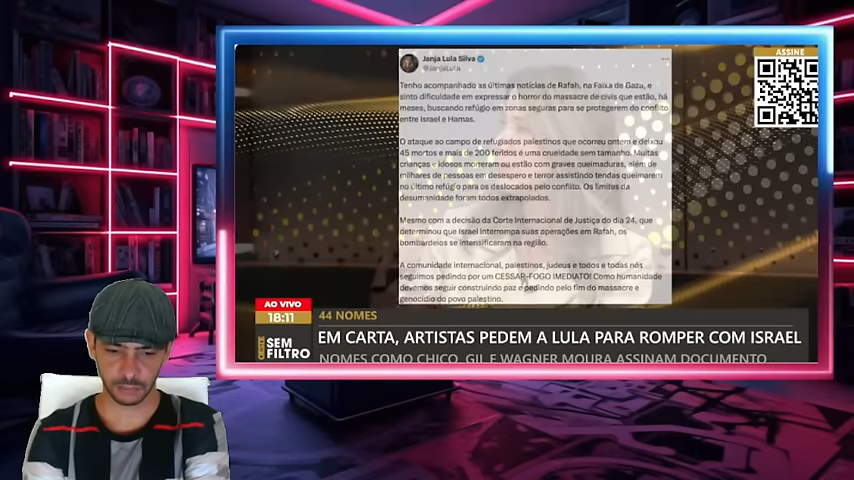 ASSINE
Janja Lula Silva
@JanjaLula
Tenho acompanhado as últimas notícias de Rafah, na Faixa de Gaza, e
sinto dificuldade em expressar o horror do massacre de civis que estão, há
meses, buscando refúgio em zonas seguras para se protegerem do conflito
entre Israel e Hamas.
O ataque ao campo de refugiados palestinos que ocorreu ontem e deixou
45 mortos e mais de 200 feridos é uma crueldade sem tamanho. Muitas
crianças e idosos morreram ou estão com graves queimaduras, além de
milhares de pessoas em desespero e terror assistindo tendas queimarem
no último refúgio para os deslocados pelo conflito. Os limites da
desumanidade foram todos extrapolados.
Mesmo com a decisão da Corte Internacional de Justiça do dia 24, que
determinou que Israel interrompa suas operações em Rafah, os
bombardeios se intensificaram na região.
A comunidade internacional, palestinos, judeus e todos e todas nós
seguimos pedindo por um CESSAR-FOGO IMEDIATO! Como humanidade
devemos seguir construindo paz e pedindo pelo fim do massacre e
genocídio do povo palestino.
AO VIVO
18:11
44 NOMES
OESTE
SEM
FILTRO
EM CARTA, ARTISTAS PEDEM A LULA PARA ROMPER COM ISRAEL
NOMES COMO CHICO, GIL E WAGNER MOURA ASSINAM DOCUMENTO